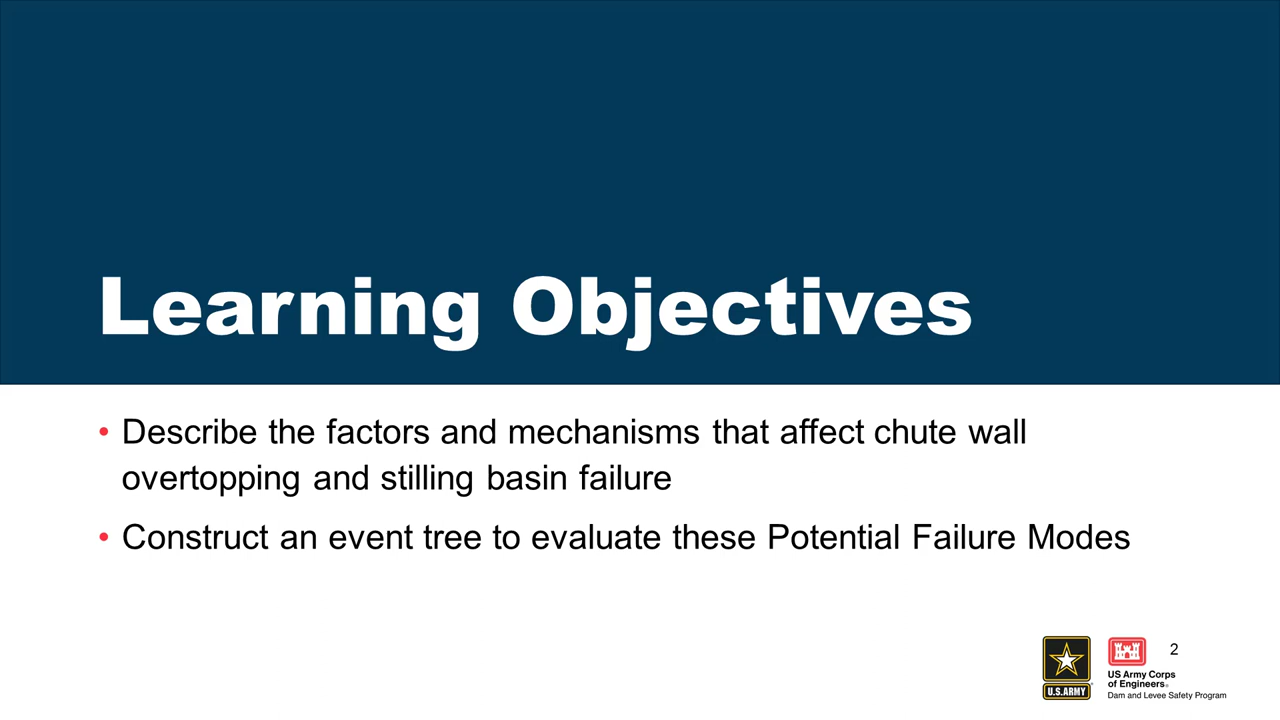 Learning Objectives
• Describe the factors and mechanisms that affect chute wall
overtopping and stilling basin failure
• Construct an event tree to evaluate these Potential Failure Modes
2
U.S.ARMY
US Army Corps
of Engineers®
Dam and Levee Safety Program